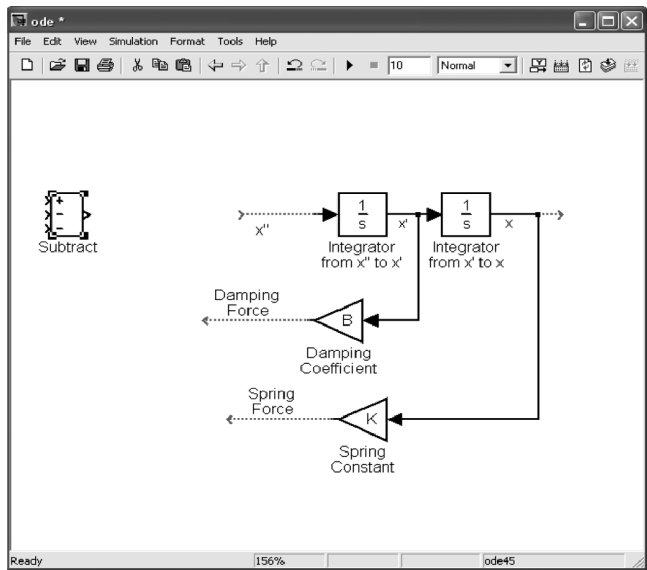 ode *
File Edit View Simulation Format Tools Help
10 Normal
+
-
-
Subtract
x"
1
s
x'
1
s
x
Integrator
from x" to x'
Integrator
from x' to x
Damping
Force
B
Damping
Coefficient
Spring
Force
K
Spring
Constant
Ready 156% ode45